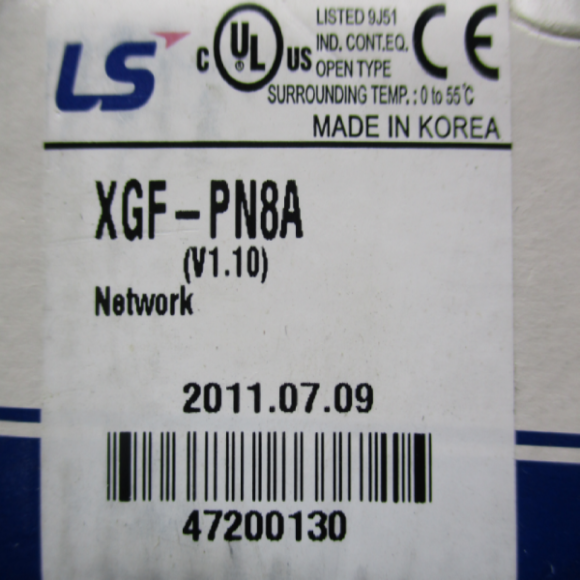 LS
C UL US
LISTED 9J51
IND. CONT.EQ.
OPEN TYPE
CE
SURROUNDING TEMP. : 0 to 55℃
MADE IN KOREA
XGF-PN8A
(V1.10)
Network
2011.07.09
47200130